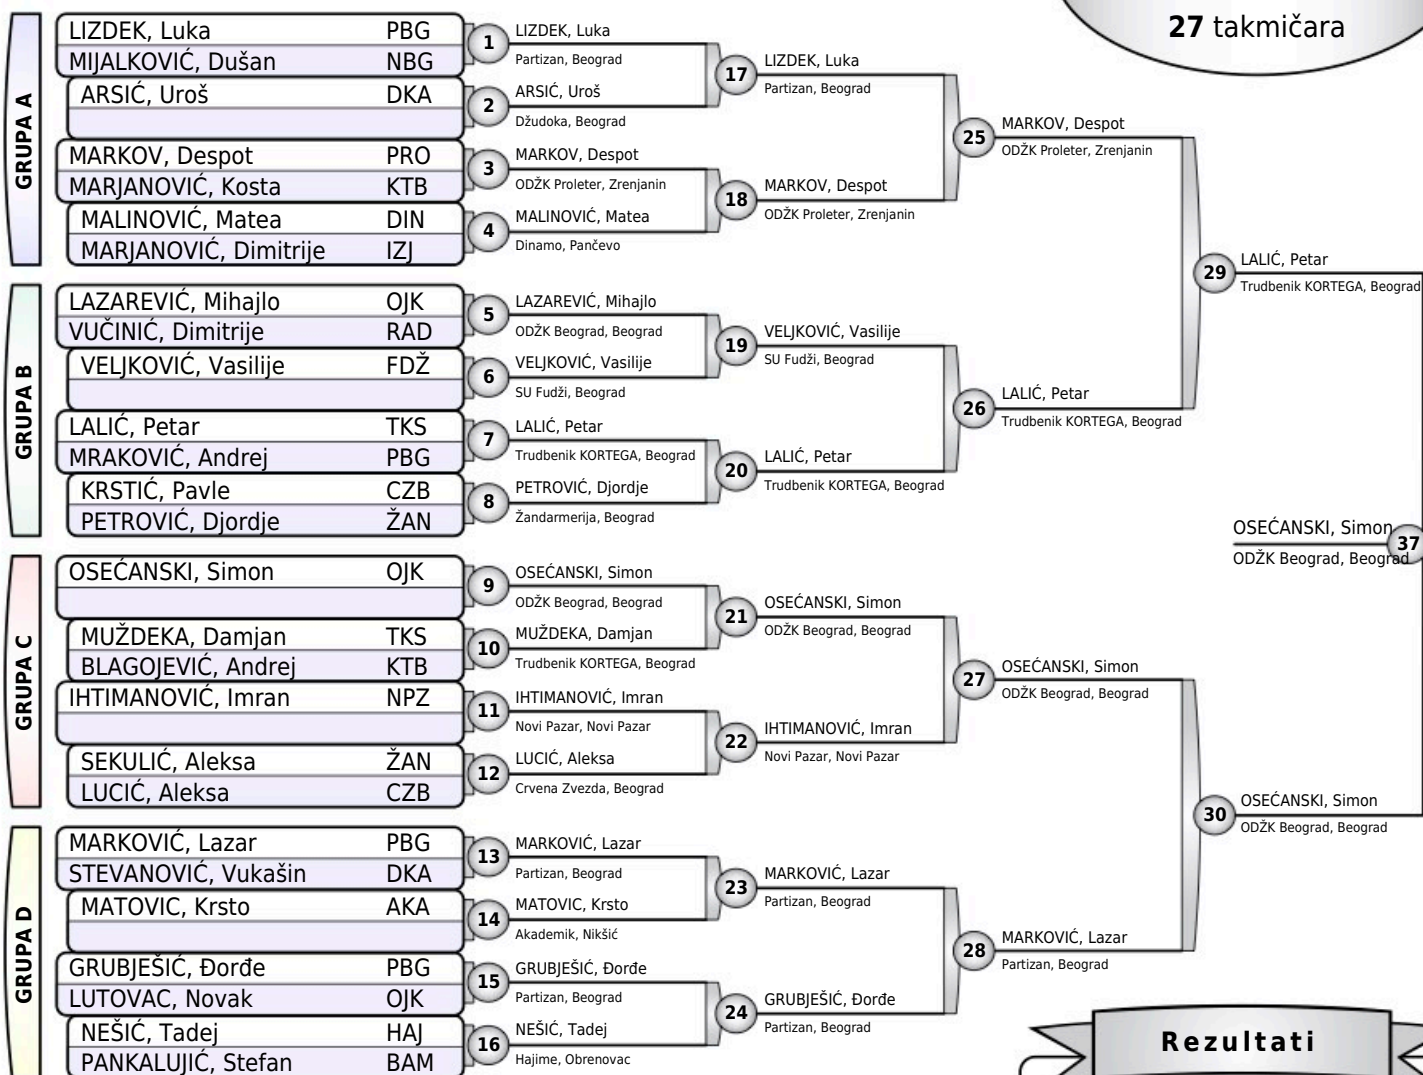 27 takmičara
GRUPA A
LIZDEK, Luka PBG
MIJALKOVIĆ, Dušan NBG
ARSIĆ, Uroš DKA
MARKOV, Despot PRO
MARJANOVIĆ, Kosta KTB
MALINOVIĆ, Matea DIN
MARJANOVIĆ, Dimitrije IZJ
GRUPA B
LAZAREVIĆ, Mihajlo OJK
VUČINIĆ, Dimitrije RAD
VELJKOVIĆ, Vasilije FDŽ
LALIĆ, Petar TKS
MRAKOVIĆ, Andrej PBG
KRSTIĆ, Pavle CZB
PETROVIĆ, Djordje ŽAN
GRUPA C
OSEĆANSKI, Simon OJK
MUŽDEKA, Damjan TKS
BLAGOJEVIĆ, Andrej KTB
IHTIMANOVIĆ, Imran NPZ
SEKULIĆ, Aleksa ŽAN
LUCIĆ, Aleksa CZB
GRUPA D
MARKOVIĆ, Lazar PBG
STEVANOVIĆ, Vukašin DKA
MATOVIC, Krsto AKA
GRUBJEŠIĆ, Đorđe PBG
LUTOVAC, Novak OJK
NEŠIĆ, Tadej HAJ
PANKALUJIĆ, Stefan BAM
1 LIZDEK, Luka
Partizan, Beograd
2 ARSIĆ, Uroš
Džudoka, Beograd
3 MARKOV, Despot
ODŽK Proleter, Zrenjanin
4 MALINOVIĆ, Matea
Dinamo, Pančevo
5 LAZAREVIĆ, Mihajlo
ODŽK Beograd, Beograd
6 VELJKOVIĆ, Vasilije
SU Fudži, Beograd
7 LALIĆ, Petar
Trudbenik KORTEGA, Beograd
8 PETROVIĆ, Djordje
Žandarmerija, Beograd
9 OSEĆANSKI, Simon
ODŽK Beograd, Beograd
10 MUŽDEKA, Damjan
Trudbenik KORTEGA, Beograd
11 IHTIMANOVIĆ, Imran
Novi Pazar, Novi Pazar
12 LUCIĆ, Aleksa
Crvena Zvezda, Beograd
13 MARKOVIĆ, Lazar
Partizan, Beograd
14 MATOVIC, Krsto
Akademik, Nikšić
15 GRUBJEŠIĆ, Đorđe
Partizan, Beograd
16 NEŠIĆ, Tadej
Hajime, Obrenovac
17 LIZDEK, Luka
Partizan, Beograd
18 MARKOV, Despot
ODŽK Proleter, Zrenjanin
19 VELJKOVIĆ, Vasilije
SU Fudži, Beograd
20 LALIĆ, Petar
Trudbenik KORTEGA, Beograd
21 OSEĆANSKI, Simon
ODŽK Beograd, Beograd
22 IHTIMANOVIĆ, Imran
Novi Pazar, Novi Pazar
23 MARKOVIĆ, Lazar
Partizan, Beograd
24 GRUBJEŠIĆ, Đorđe
Partizan, Beograd
25 MARKOV, Despot
ODŽK Proleter, Zrenjanin
26 LALIĆ, Petar
Trudbenik KORTEGA, Beograd
27 OSEĆANSKI, Simon
ODŽK Beograd, Beograd
28 MARKOVIĆ, Lazar
Partizan, Beograd
29 LALIĆ, Petar
Trudbenik KORTEGA, Beograd
30 OSEĆANSKI, Simon
ODŽK Beograd, Beograd
OSEĆANSKI, Simon 37
ODŽK Beograd, Beograd
Rezultati